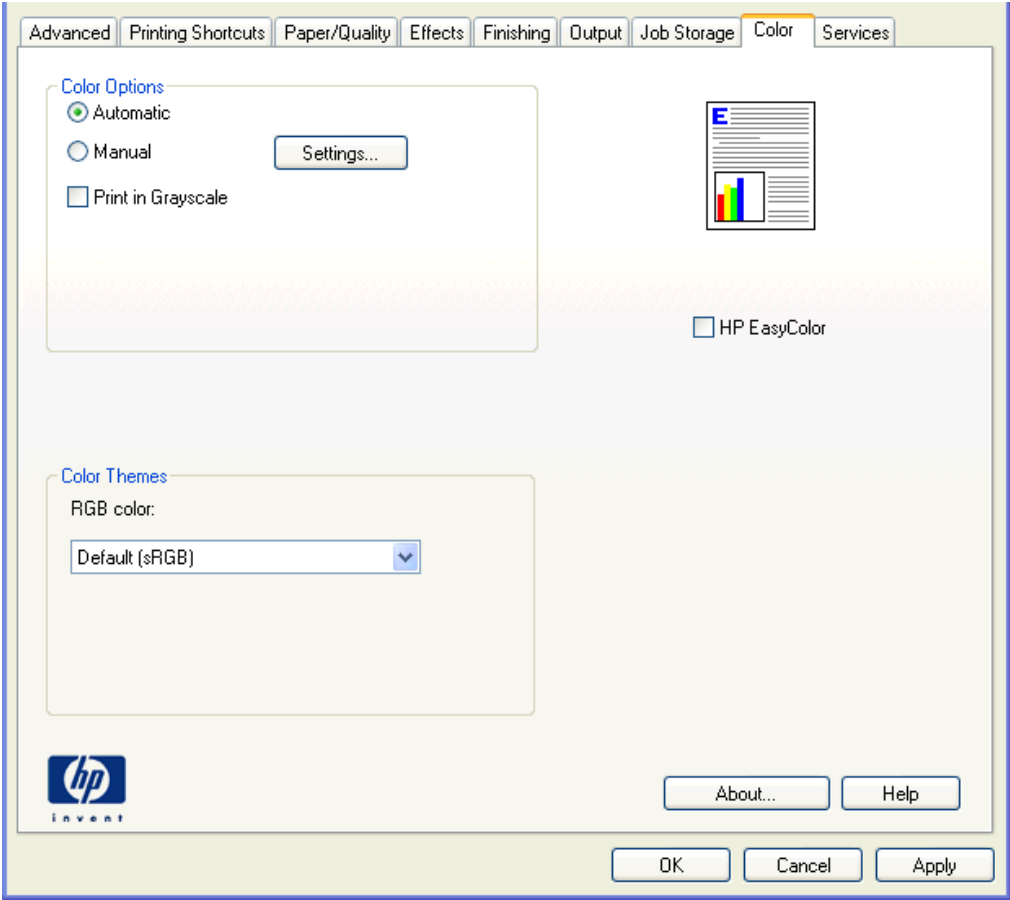 Advanced Printing Shortcuts Paper/Quality Effects Finishing Output Job Storage Color Services
Color Options
Automatic
Manual Settings...
Print in Grayscale
E
HP EasyColor
Color Themes
RGB color:
Default (sRGB)
hp
invent
About... Help
OK Cancel Apply